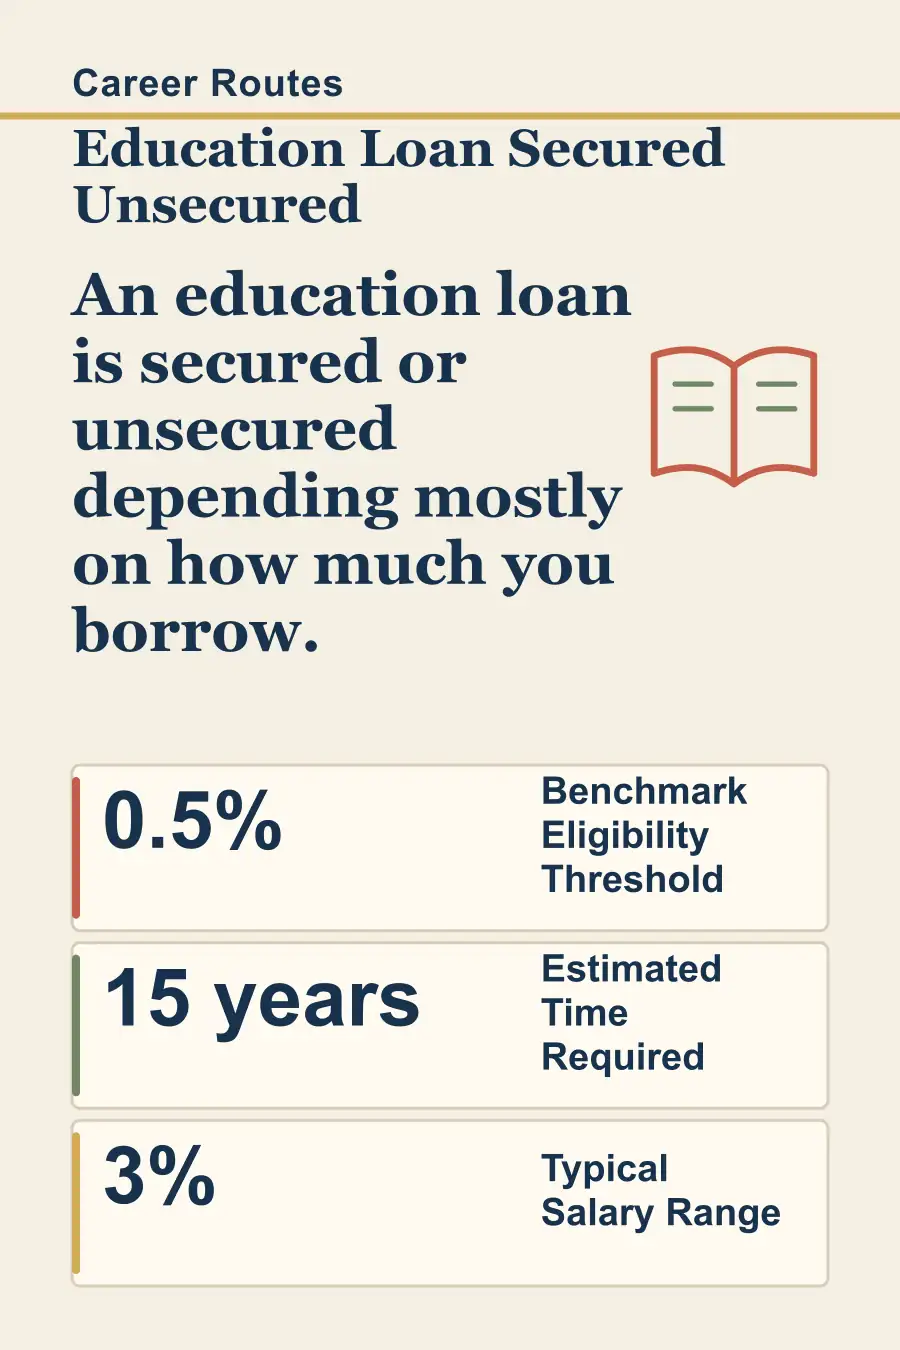 Career Routes
Education Loan Secured
Unsecured
An education loan
is secured or
unsecured
depending mostly
on how much you
borrow.
0.5%
Benchmark
Eligibility
Threshold
15 years
Estimated
Time
Required
3%
Typical
Salary Range